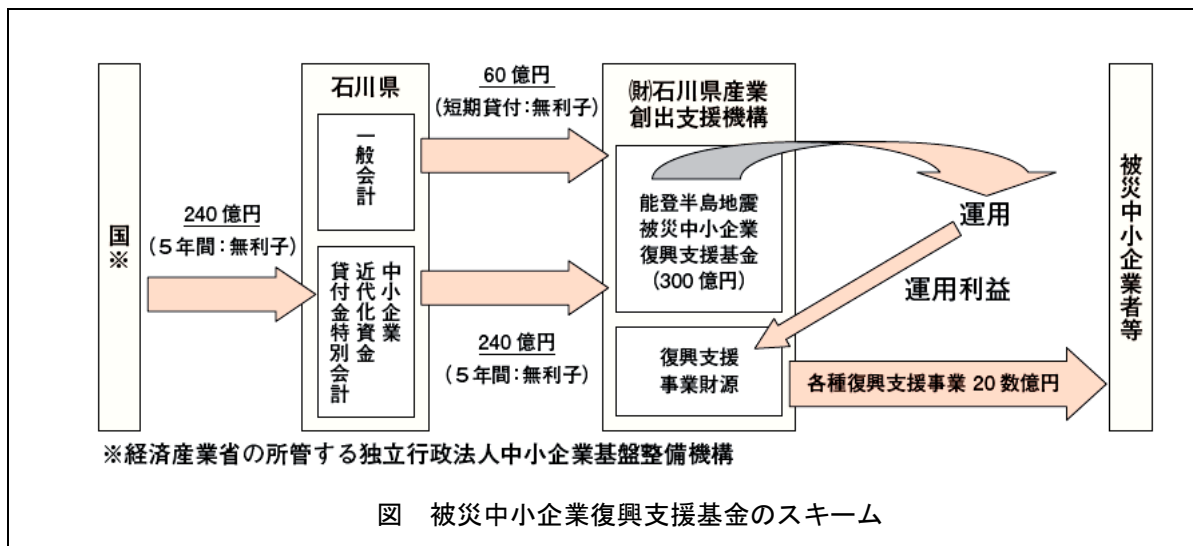 国※
240億円
(5年間:無利子)
石川県
一般会計
中小企業
近代化資金
貸付金特別会計
60億円
(短期貸付:無利子)
240億円
(5年間:無利子)
㈶石川県産業
創出支援機構
能登半島地震
被災中小企業
復興支援基金
(300億円)
運用
運用利益
復興支援
事業財源
各種復興支援事業 20数億円
被災中小企業者等
※経済産業省の所管する独立行政法人中小企業基盤整備機構
図 被災中小企業復興支援基金のスキーム